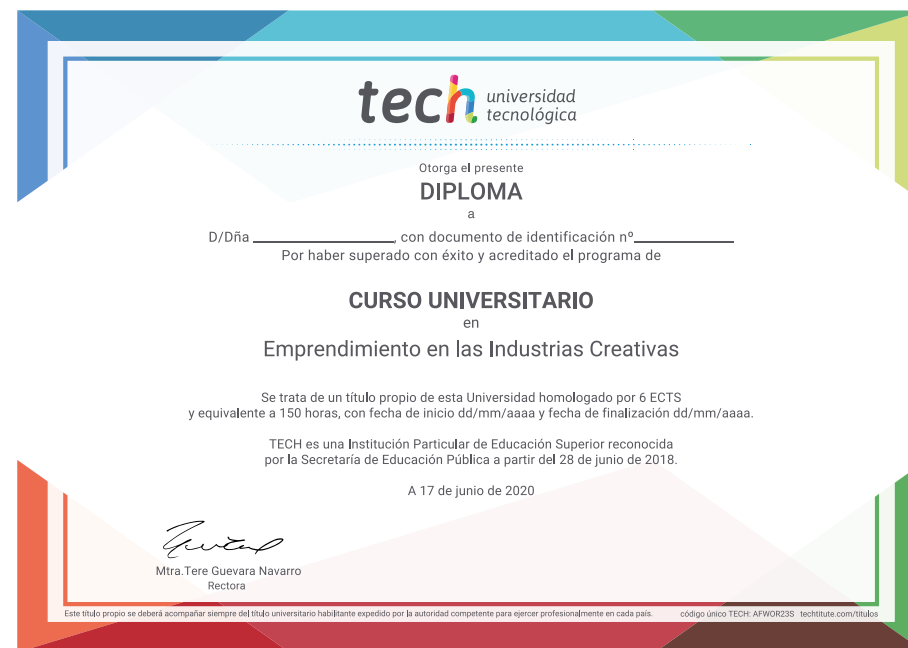 tech universidad
tecnológica
Otorga el presente
DIPLOMA
a
D/Dña ____________, con documento de identificación nº____________
Por haber superado con éxito y acreditado el programa de
CURSO UNIVERSITARIO
en
Emprendimiento en las Industrias Creativas
Se trata de un título propio de esta Universidad homologado por 6 ECTS
y equivalente a 150 horas, con fecha de inicio dd/mm/aaaa y fecha de finalización dd/mm/aaaa.
TECH es una Institución Particular de Educación Superior reconocida
por la Secretaría de Educación Pública a partir del 28 de junio de 2018.
A 17 de junio de 2020
Mtra.Tere Guevara Navarro
Rectora
Este título propio se deberá acompañar siempre del título universitario habilitante expedido por la autoridad competente para ejercer profesionalmente en cada país. código único TECH: AFWOR23S techtitute.com/títulos